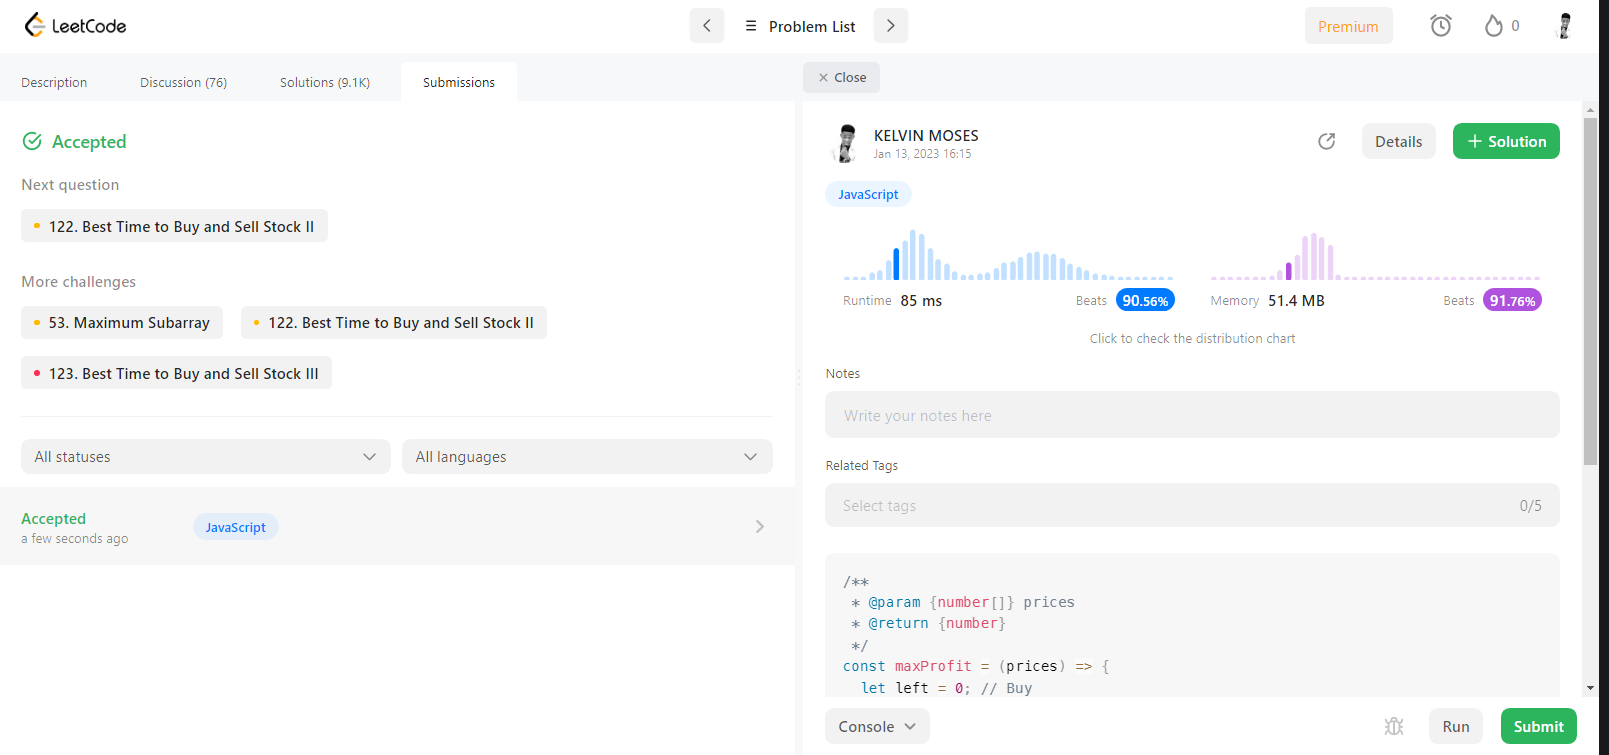 LeetCode
Problem List
Premium
0
Description
Discussion (76)
Solutions (9.1K)
Submissions
Close
Accepted
Next question
122. Best Time to Buy and Sell Stock II
More challenges
53. Maximum Subarray
122. Best Time to Buy and Sell Stock II
123. Best Time to Buy and Sell Stock III
All statuses
All languages
Accepted
a few seconds ago
JavaScript
KELVIN MOSES
Jan 13, 2023 16:15
Details
+ Solution
JavaScript
Runtime 85 ms
Beats 90.56%
Memory 51.4 MB
Beats 91.76%
Click to check the distribution chart
Notes
Write your notes here
Related Tags
Select tags
0/5
/**
* @param {number[]} prices
* @return {number}
*/
const maxProfit = (prices) => {
let left = 0; // Buy
Console
Run
Submit